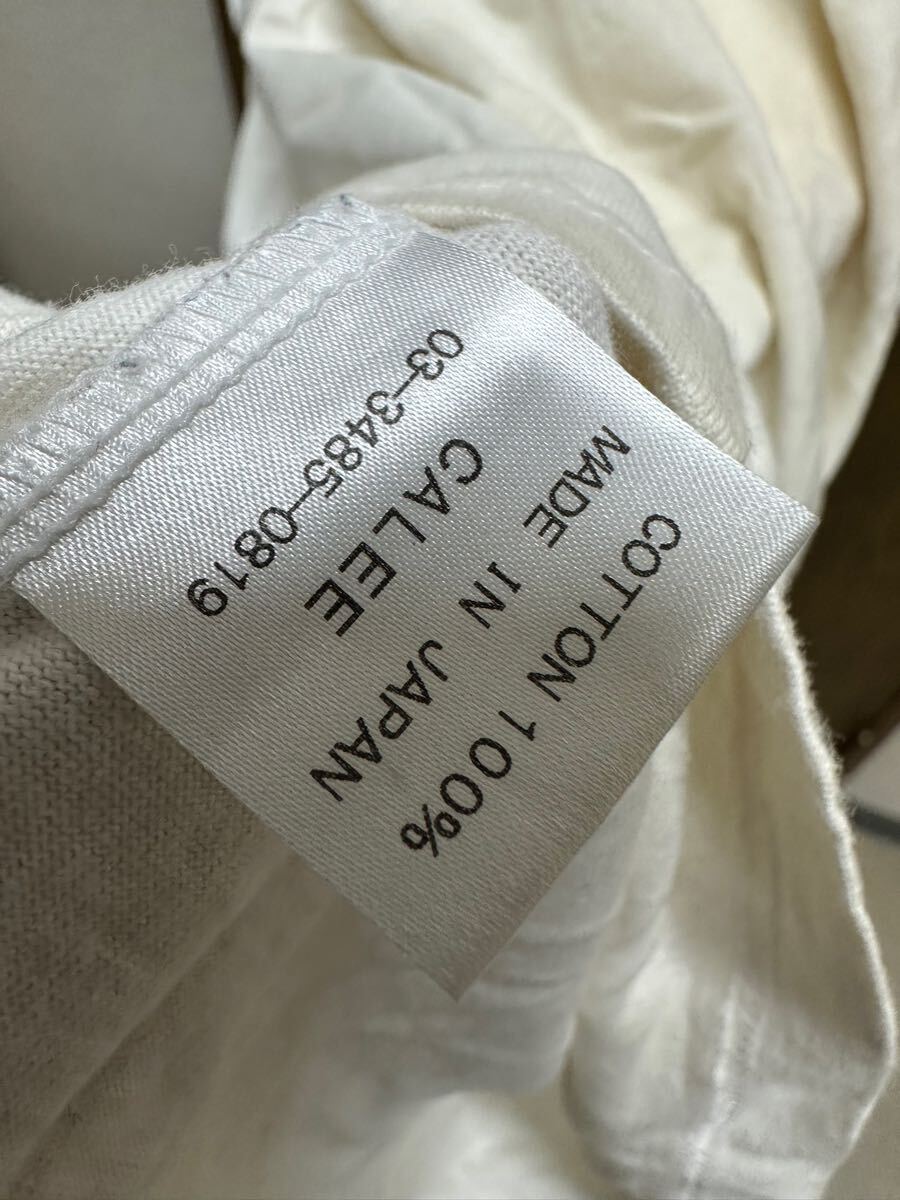 COTTON 100%
MADE IN JAPAN
CALEE
03-3485-0819